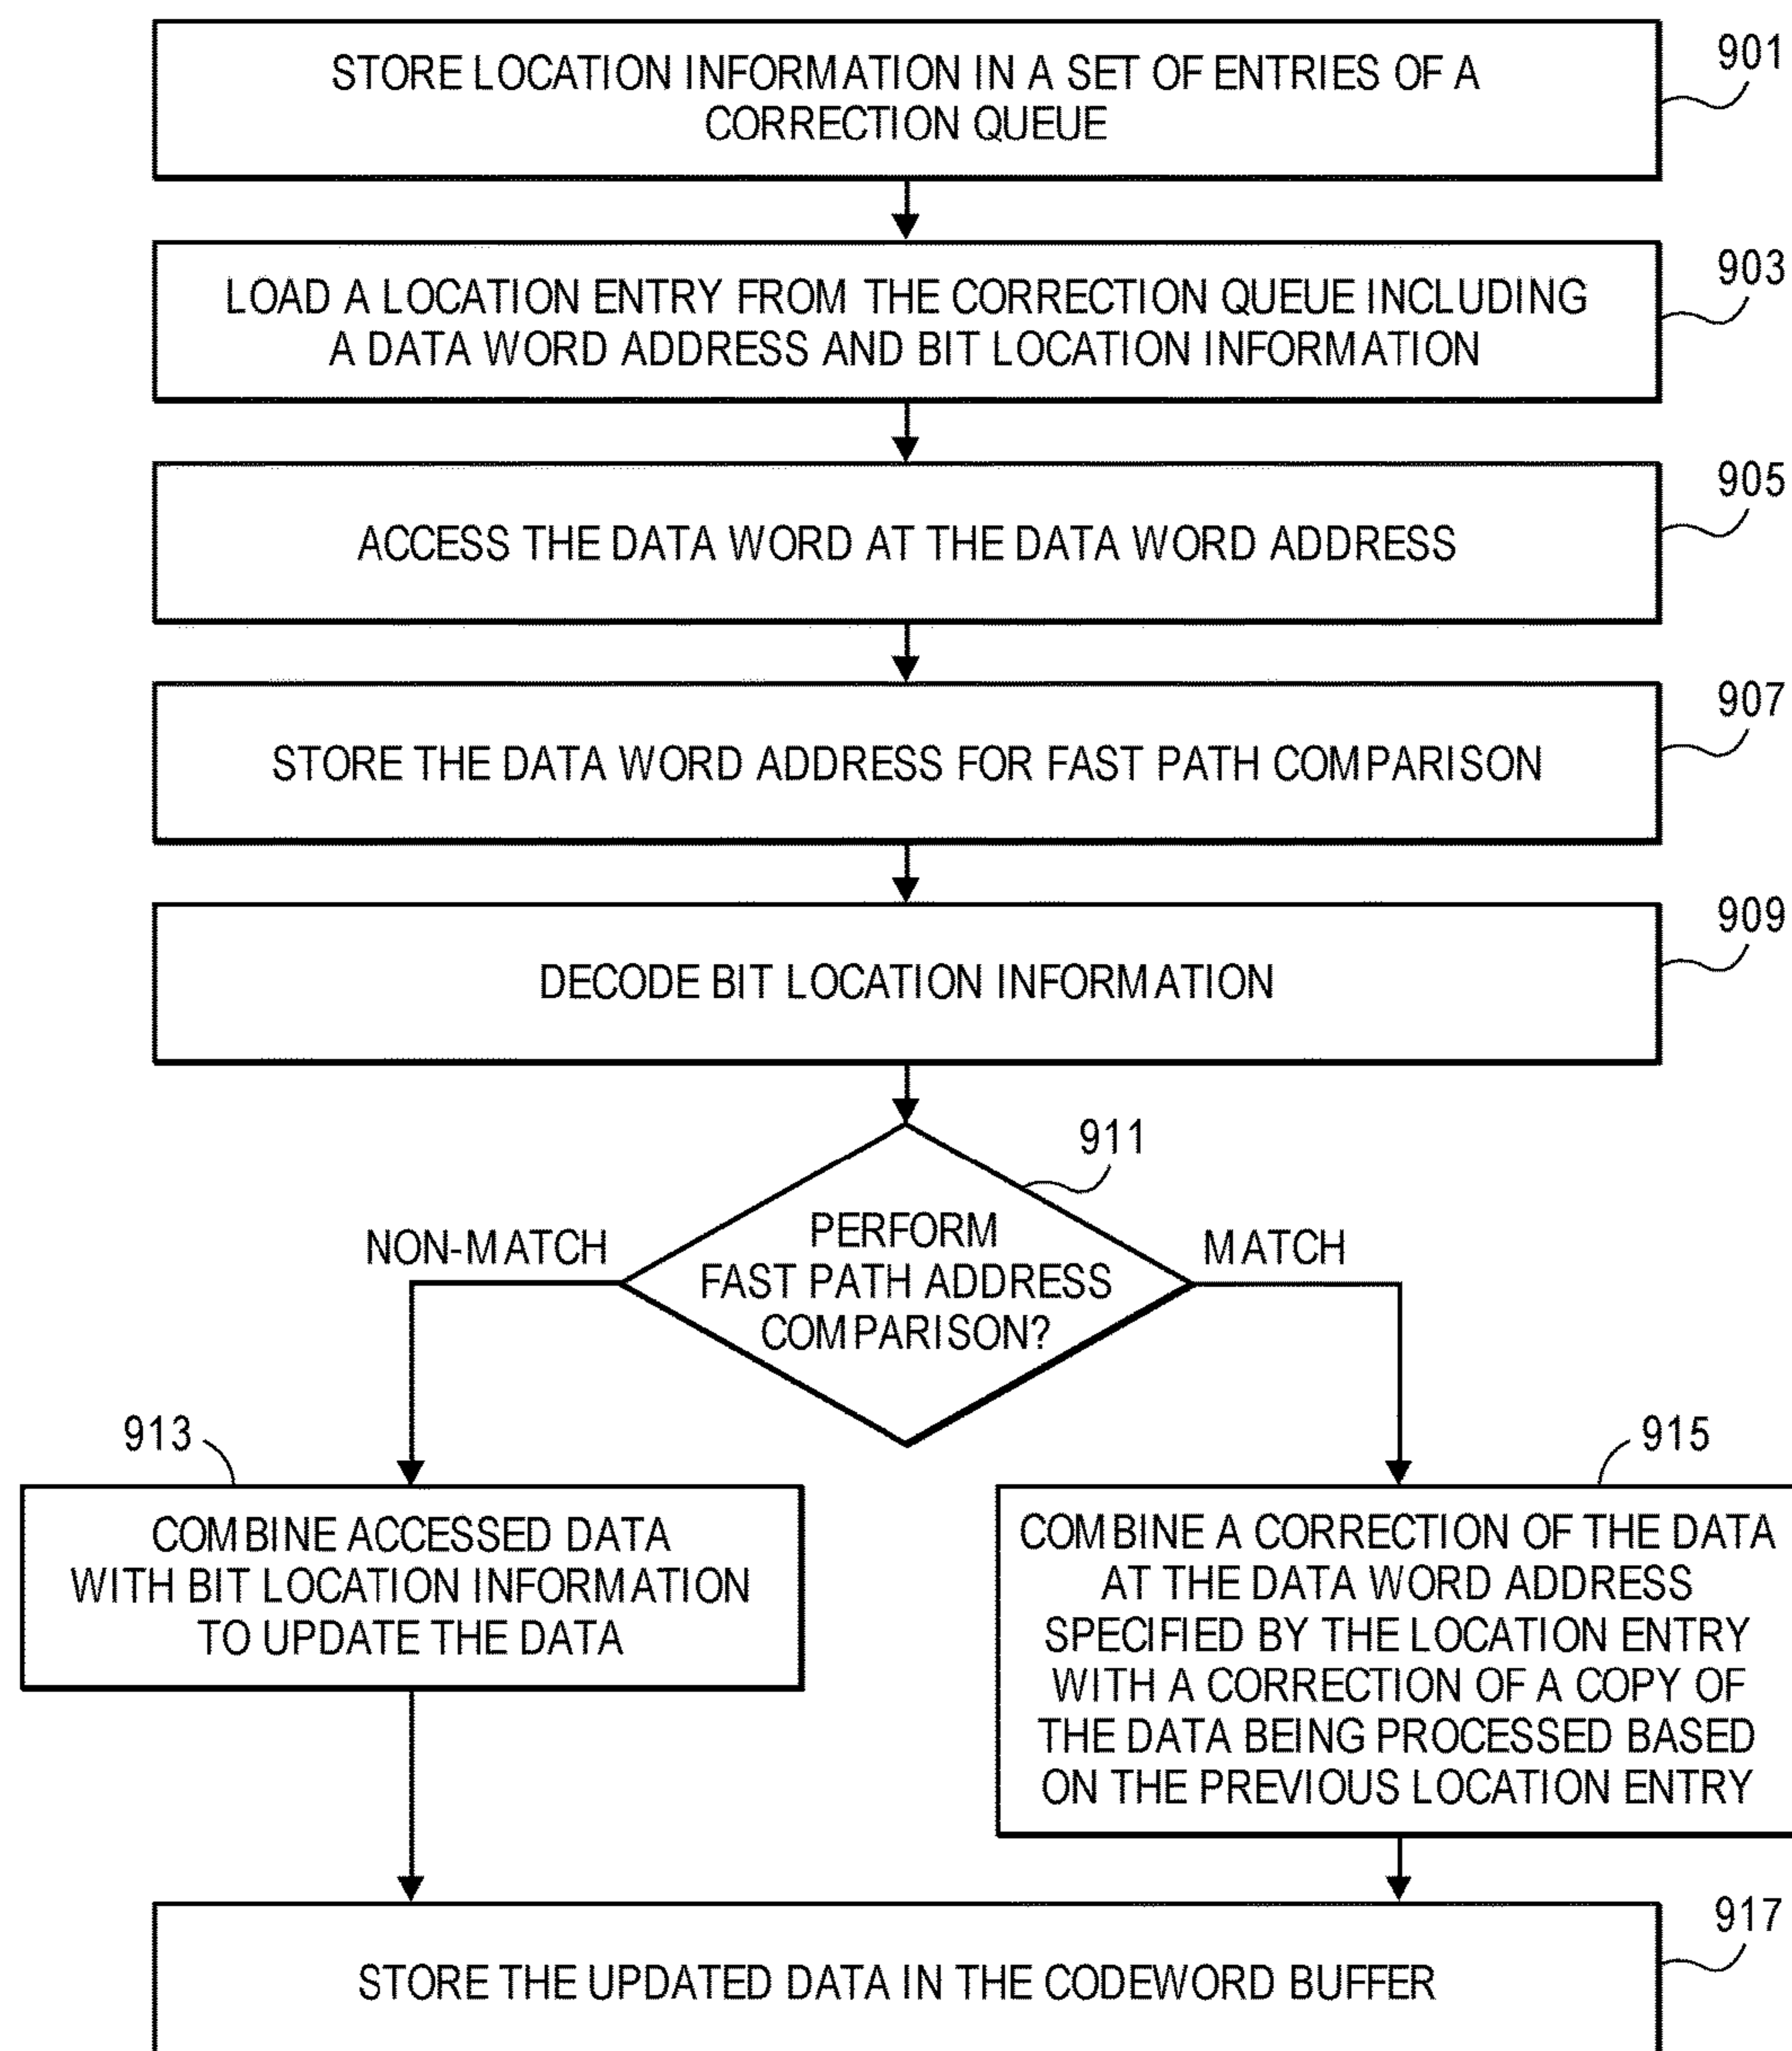 STORE LOCATION INFORMATION IN A SET OF ENTRIES OF A
CORRECTION QUEUE
901
LOAD A LOCATION ENTRY FROM THE CORRECTION QUEUE INCLUDING
A DATA WORD ADDRESS AND BIT LOCATION INFORMATION
903
ACCESS THE DATA WORD AT THE DATA WORD ADDRESS
905
STORE THE DATA WORD ADDRESS FOR FAST PATH COMPARISON
907
DECODE BIT LOCATION INFORMATION
909
911
PERFORM
FAST PATH ADDRESS
COMPARISON?
NON-MATCH
MATCH
913
COMBINE ACCESSED DATA
WITH BIT LOCATION INFORMATION
TO UPDATE THE DATA
915
COMBINE A CORRECTION OF THE DATA
AT THE DATA WORD ADDRESS
SPECIFIED BY THE LOCATION ENTRY
WITH A CORRECTION OF A COPY OF
THE DATA BEING PROCESSED BASED
ON THE PREVIOUS LOCATION ENTRY
917
STORE THE UPDATED DATA IN THE CODEWORD BUFFER